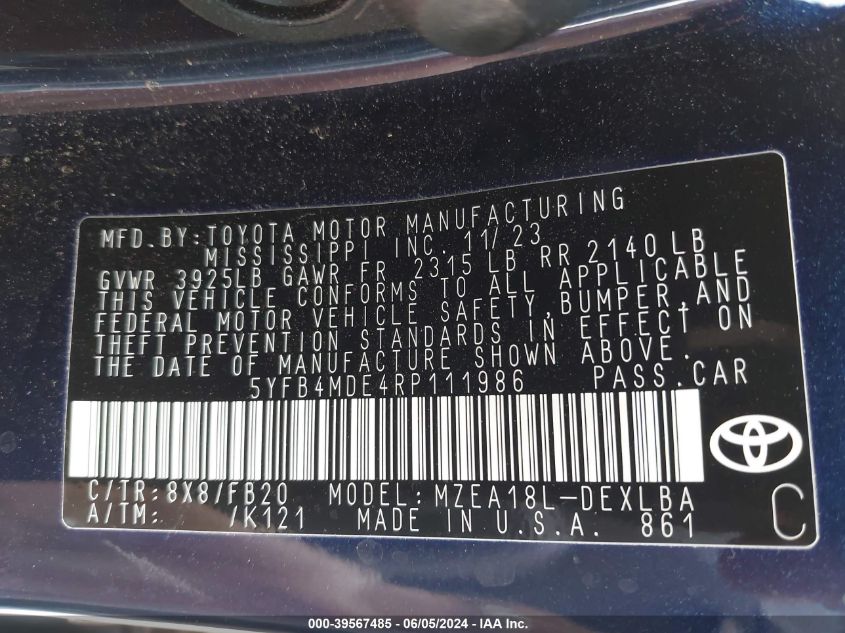 MFD. BY: TOYOTA MOTOR MANUFACTURING
MISSISSIPPI INC. 11/23
GVWR 3925LB GAWR FR 2315 LB RR 2140 LB
THIS VEHICLE CONFORMS TO ALL APPLICABLE
FEDERAL MOTOR VEHICLE SAFETY, BUMPER, AND
THEFT PREVENTION STANDARDS IN EFFECT ON
THE DATE OF MANUFACTURE SHOWN ABOVE.
5YFB4MDE4RP111986 PASS. CAR
C/TR: 8X8/FB20 MODEL: MZEA18L-DEXLBA
A/TM: /K121 MADE IN U.S.A. 861
C
000-39567485 - 06/05/2024 - IAA Inc.